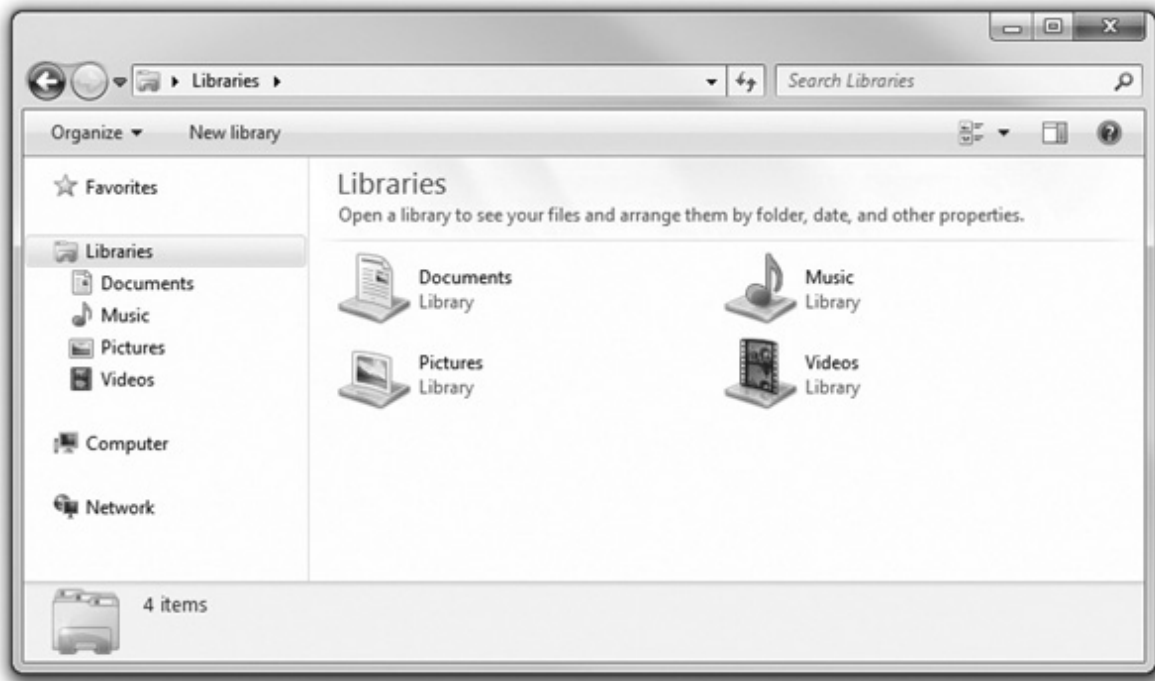 Libraries
Search Libraries
Organize
New library
Favorites
Libraries
Documents
Music
Pictures
Videos
Computer
Network
Libraries
Open a library to see your files and arrange them by folder, date, and other properties.
Documents
Library
Music
Library
Pictures
Library
Videos
Library
4 items